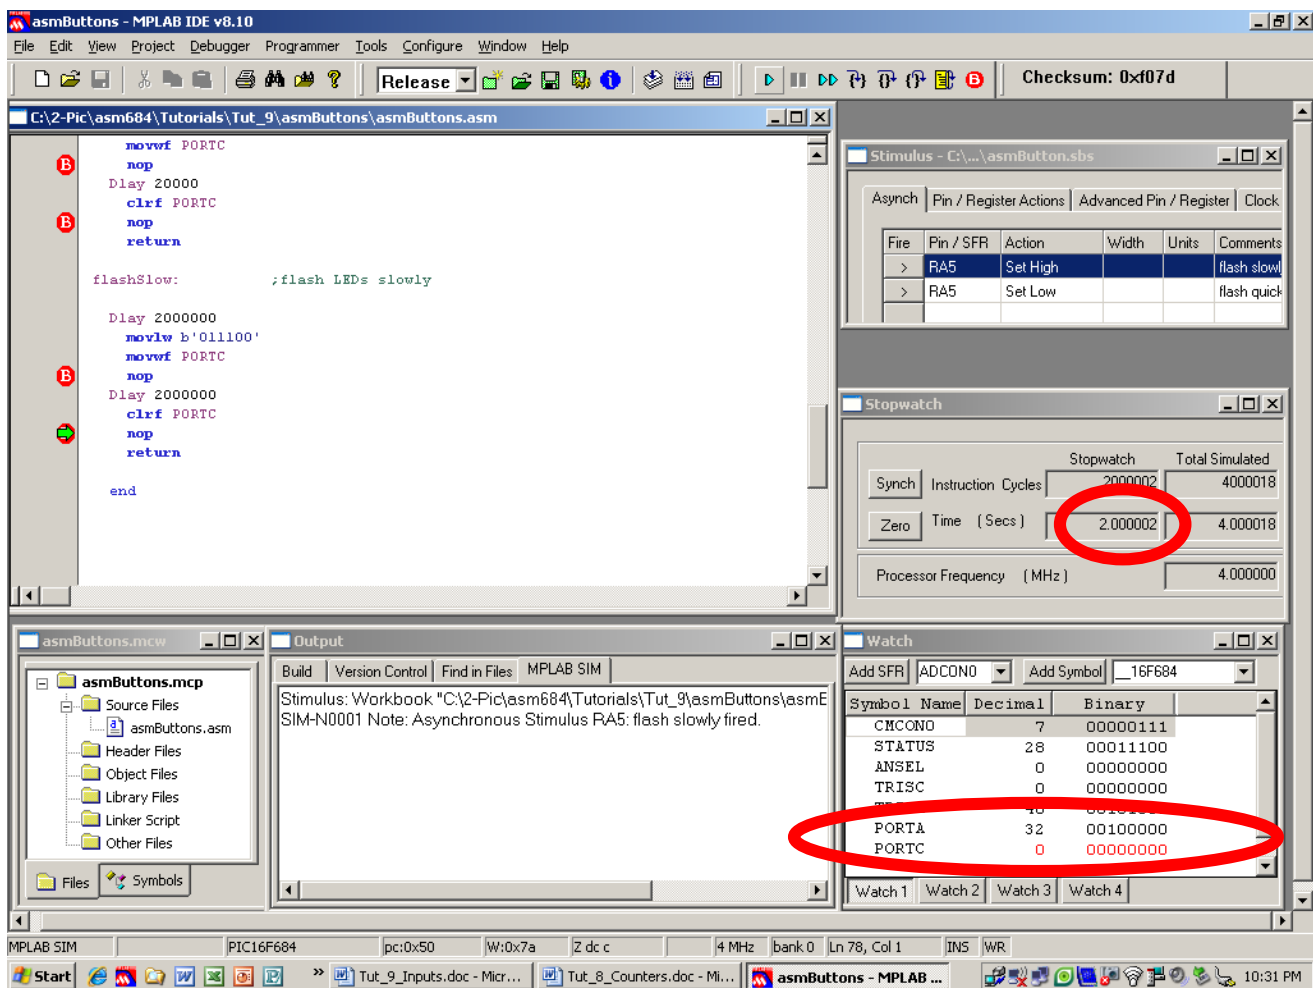 asmButtons - MPLAB IDE v8.10
File Edit View Project Debugger Programmer Tools Configure Window Help
Release
Checksum: 0xf07d
C:\2-Pic\asm684\Tutorials\Tut_9\asmButtons\asmButtons.asm
movwf PORTC
B nop
Dlay 20000
clrf PORTC
B nop
return
flashSlow: ;flash LEDs slowly
Dlay 2000000
movlw b'011100'
movwf PORTC
B nop
Dlay 2000000
clrf PORTC
nop
return
end
Stimulus - C:\...\asmButton.sbs
Asynch Pin / Register Actions Advanced Pin / Register Clock
Fire Pin / SFR Action Width Units Comments
> RA5 Set High flash slowl
> RA5 Set Low flash quick
Stopwatch
Stopwatch Total Simulated
Synch Instruction Cycles 2000002 4000018
Zero Time (Secs) 2.000002 4.000018
Processor Frequency (MHz) 4.000000
asmButtons.mcw
asmButtons.mcp
Source Files
asmButtons.asm
Header Files
Object Files
Library Files
Linker Script
Other Files
Files Symbols
Output
Build Version Control Find in Files MPLAB SIM
Stimulus: Workbook "C:\2-Pic\asm684\Tutorials\Tut_9\asmButtons\asmE
SIM-N0001 Note: Asynchronous Stimulus RA5: flash slowly fired.
Watch
Add SFR ADCON0 Add Symbol __16F684
Symbol Name Decimal Binary
CMCON0 7 00000111
STATUS 28 00011100
ANSEL 0 00000000
TRISC 0 00000000
PORTA 32 00100000
PORTC 0 00000000
Watch 1 Watch 2 Watch 3 Watch 4
MPLAB SIM PIC16F684 pc:0x50 W:0x7a Z dc c 4 MHz bank 0 Ln 78, Col 1 INS WR
Start » Tut_9_Inputs.doc - Micr... Tut_8_Counters.doc - Mi... asmButtons - MPLAB ... 10:31 PM